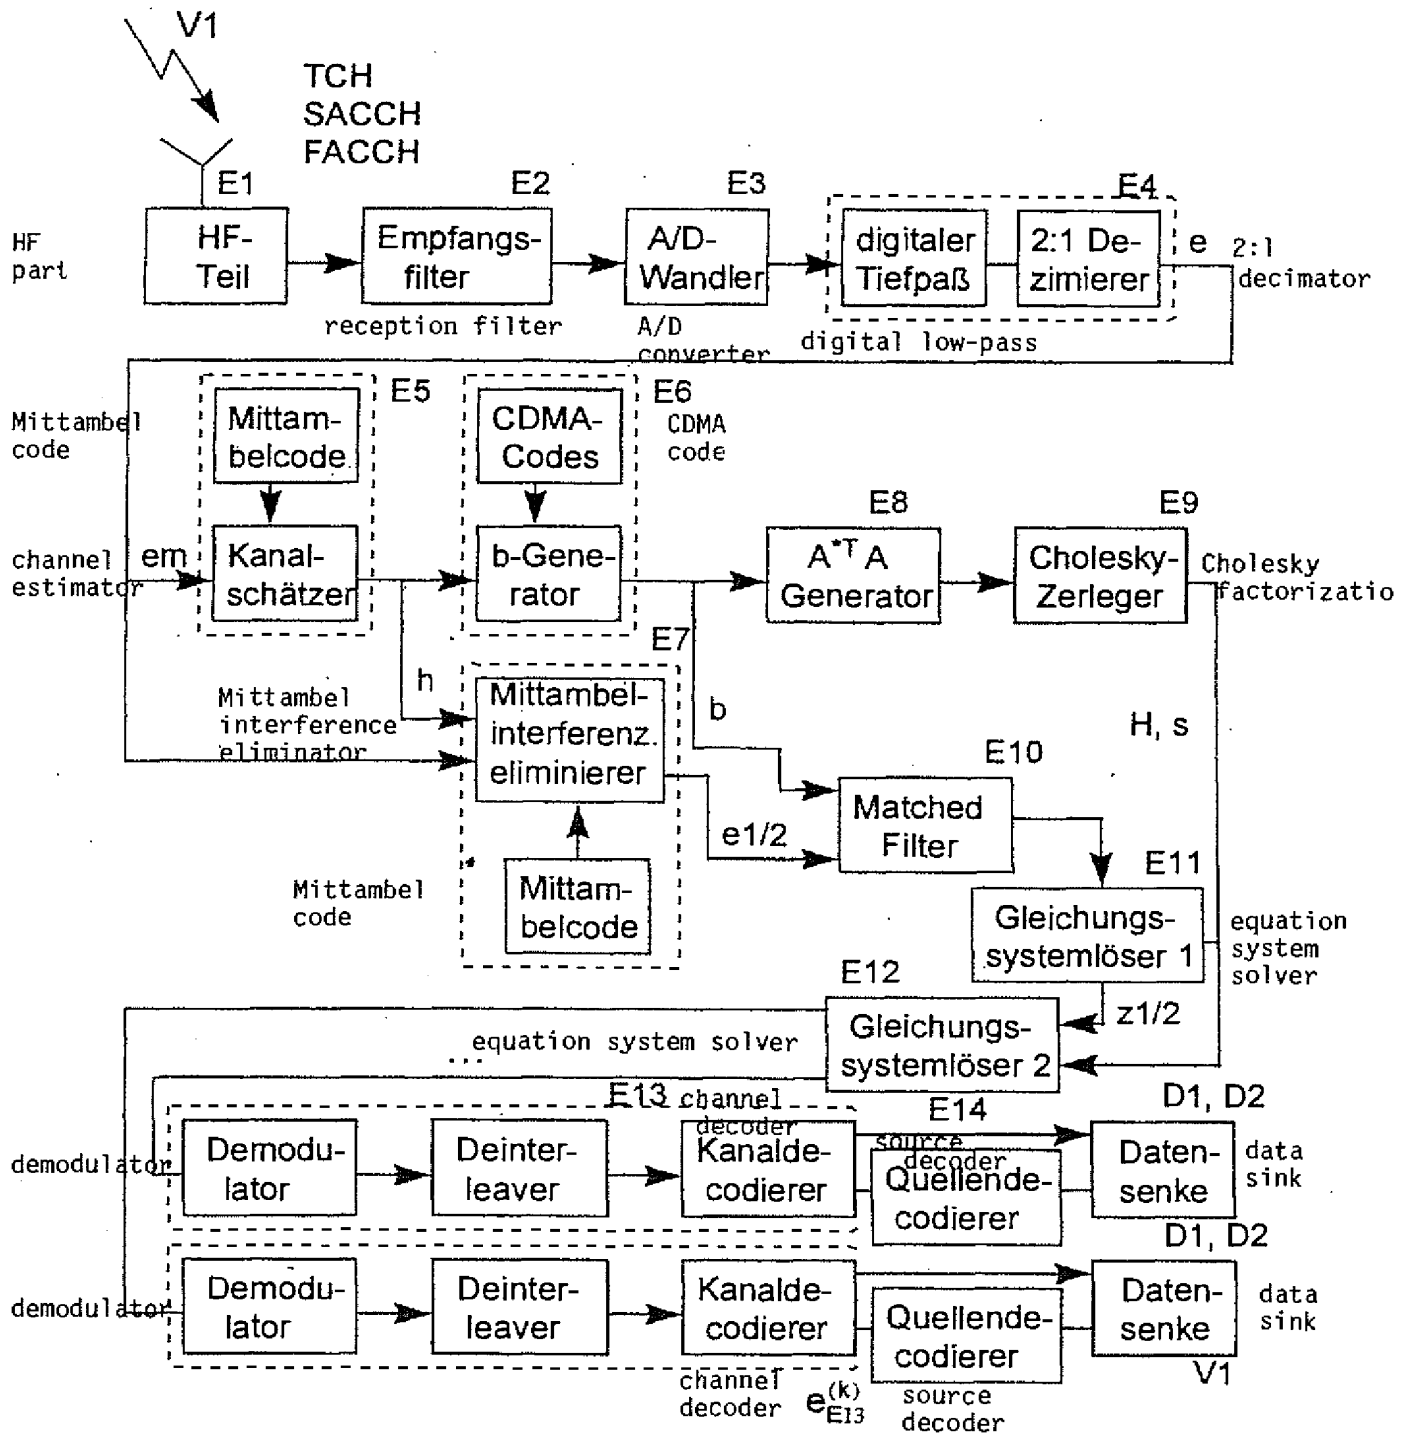 V1
TCH
SACCH
FACCH
E1
E2
E3
E4
HF
part
HF-
Teil
Empfangs-
filter
A/D-
Wandler
digitaler
Tiefpaß
2:1 De-
zimierer
e
2:1
decimator
reception filter
A/D
converter
digital low-pass
Mittambel
code
Mittam-
belcode
E5
CDMA-
Codes
E6
CDMA
code
E8
E9
channel
estimator
em
Kanal-
schätzer
b-Gene-
rator
A*T A
Generator
Cholesky-
Zerleger
Cholesky
factorizatio
E7
h
b
H, s
Mittambel
interference
eliminator
Mittambel-
interferenz.
eliminierer
E10
Matched
Filter
e1/2
E11
Mittambel
code
Mittam-
belcode
Gleichungs-
systemlöser 1
equation
system
solver
E12
z1/2
...equation system solver
Gleichungs-
systemlöser 2
E13
channel
decoder
E14
source
decoder
D1, D2
demodulator
Demodu-
lator
Deinter-
leaver
Kanalde-
codierer
Quellende-
codierer
Daten-
senke
data
sink
D1, D2
demodulator
Demodu-
lator
Deinter-
leaver
Kanalde-
codierer
Quellende-
codierer
Daten-
senke
data
sink
V1
channel
decoder
e(k)E13
source
decoder